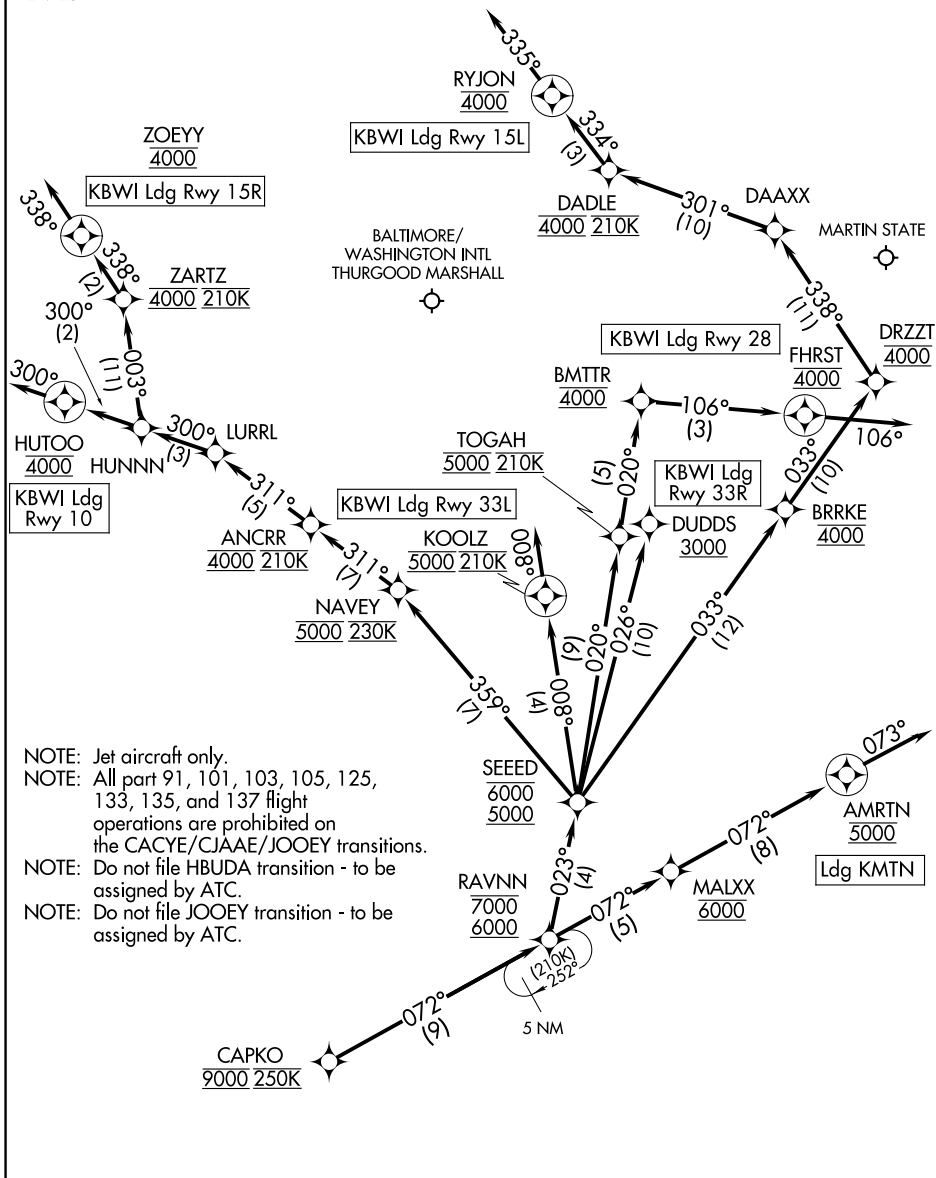 335°
RYJON
4000
KBWI Ldg Rwy 15L
334°
(3)
ZOEYY
4000
KBWI Ldg Rwy 15R
338°
338°
(2)
ZARTZ
4000 210K
BALTIMORE/
WASHINGTON INTL
THURGOOD MARSHALL
DADLE
4000 210K
301°
(10)
DAAXX
MARTIN STATE
338°
(11)
300°
(2)
003°
(11)
300°
HUTOO
4000
KBWI Ldg
Rwy 10
HUNNN
300°
(3)
LURRL
311°
(5)
ANCRR
4000 210K
311°
(7)
NAVEY
5000 230K
359°
(7)
KBWI Ldg Rwy 33L
KOOLZ
5000 210K
008°
008°
(4)
KBWI Ldg Rwy 28
BMTTR
4000
106°
(3)
FHRST
4000
106°
DRZZT
4000
TOGAH
5000 210K
(5)
020°
KBWI Ldg
Rwy 33R
DUDDS
3000
033°
(10)
BRRKE
4000
(9)
020°
026°
(10)
033°
(12)
NOTE: Jet aircraft only.
NOTE: All part 91, 101, 103, 105, 125,
133, 135, and 137 flight
operations are prohibited on
the CACYE/CJAAE/JOOEY transitions.
NOTE: Do not file HBUDA transition - to be
assigned by ATC.
NOTE: Do not file JOOEY transition - to be
assigned by ATC.
SEEED
6000
5000
023°
(4)
RAVNN
7000
6000
072°
(5)
MALXX
6000
072°
(8)
073°
AMRTN
5000
Ldg KMTN
(210K)
252°
5 NM
072°
(9)
CAPKO
9000 250K